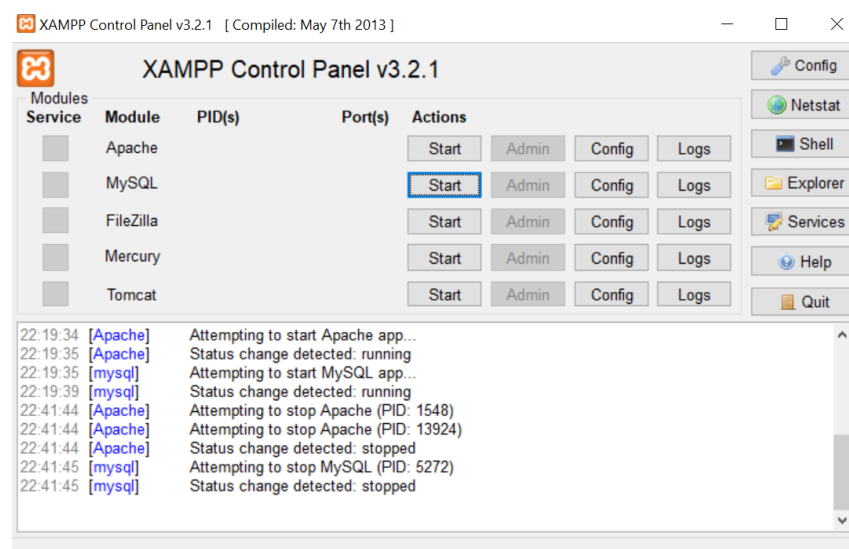 XAMPP Control Panel v3.2.1 [ Compiled: May 7th 2013 ]
XAMPP Control Panel v3.2.1
Config
Modules
Netstat
Service Module PID(s) Port(s) Actions
Apache Start Admin Config Logs
Shell
MySQL Start Admin Config Logs
Explorer
FileZilla Start Admin Config Logs
Services
Mercury Start Admin Config Logs
Help
Tomcat Start Admin Config Logs
Quit
22:19:34 [Apache] Attempting to start Apache app...
22:19:35 [Apache] Status change detected: running
22:19:35 [mysql] Attempting to start MySQL app...
22:19:39 [mysql] Status change detected: running
22:41:44 [Apache] Attempting to stop Apache (PID: 1548)
22:41:44 [Apache] Attempting to stop Apache (PID: 13924)
22:41:44 [Apache] Status change detected: stopped
22:41:45 [mysql] Attempting to stop MySQL (PID: 5272)
22:41:45 [mysql] Status change detected: stopped